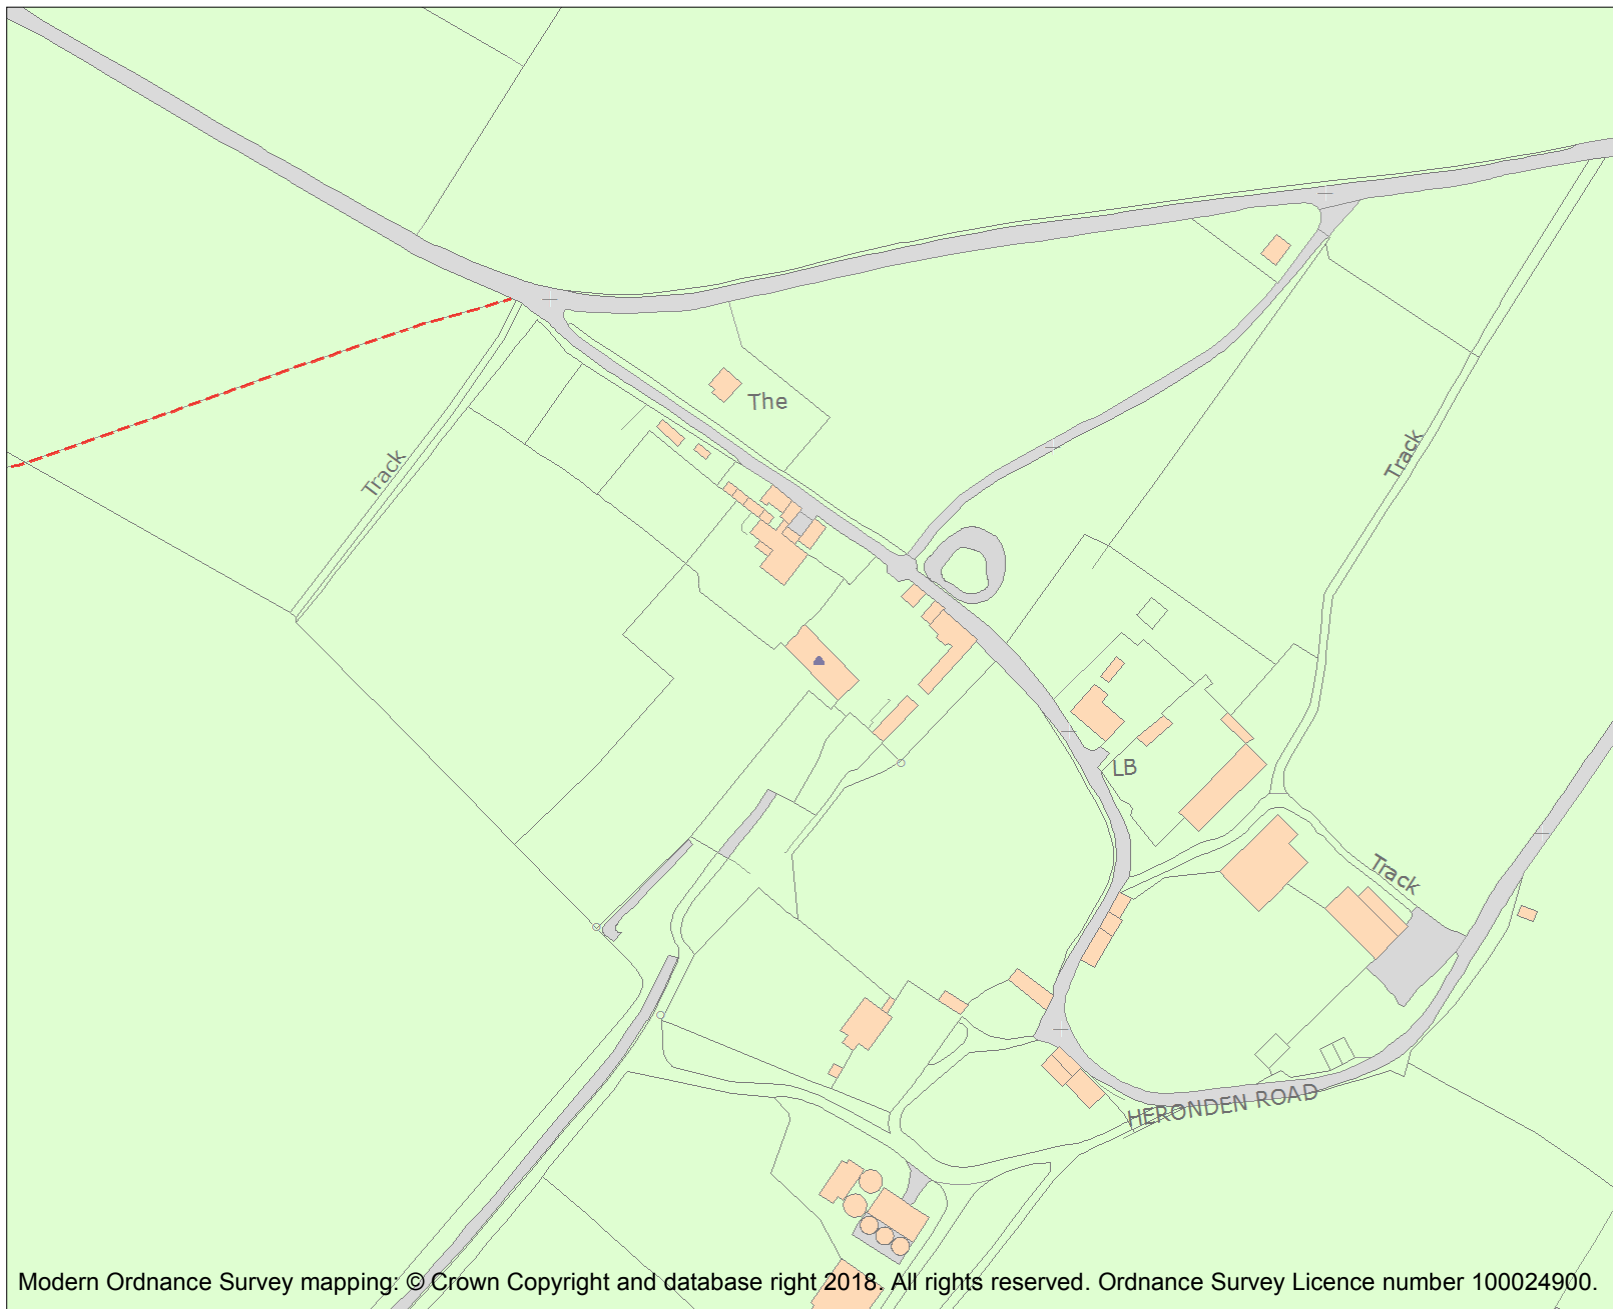 The
Track
Track
LB
Track
HERONDEN ROAD
Modern Ordnance Survey mapping: © Crown Copyright and database right 2018. All rights reserved. Ordnance Survey Licence number 100024900.